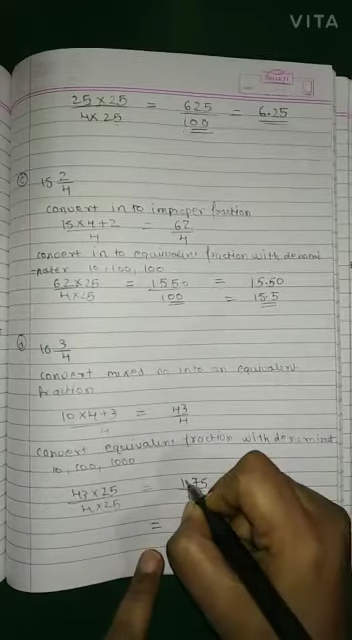 VITA
25 × 25 / 4 × 25 = 625 / 100 = 6.25
(c) 15 2/4
convert in to improper fraction
15 × 4 + 2 / 4 = 62 / 4
convert in to equivalent fraction with denomi
-nator 10, 100, 100
62 × 25 / 4 × 25 = 1550 / 100 = 15.50
= 15.5
(d) 10 3/4
convert mixed no into an equivalent
fraction
10 × 4 + 3 / 4 = 43 / 4
convert equivalent fraction with denominat
10, 100, 1000
43 × 25 / 4 × 25 =
=